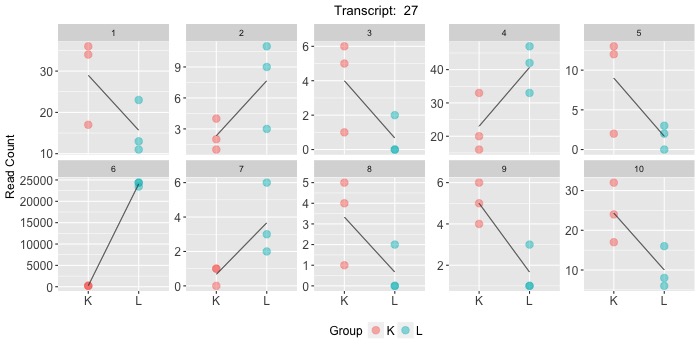 Transcript: 27
1 2 3 4 5
30 20 10
9 6 3
6 4 2 0
40 30 20
10 5 0
Read Count
6 7 8 9 10
25000 20000 15000 10000 5000 0
6 4 2 0
5 4 3 2 1 0
6 4 2
30 20 10
K L K L K L K L K L
Group K L